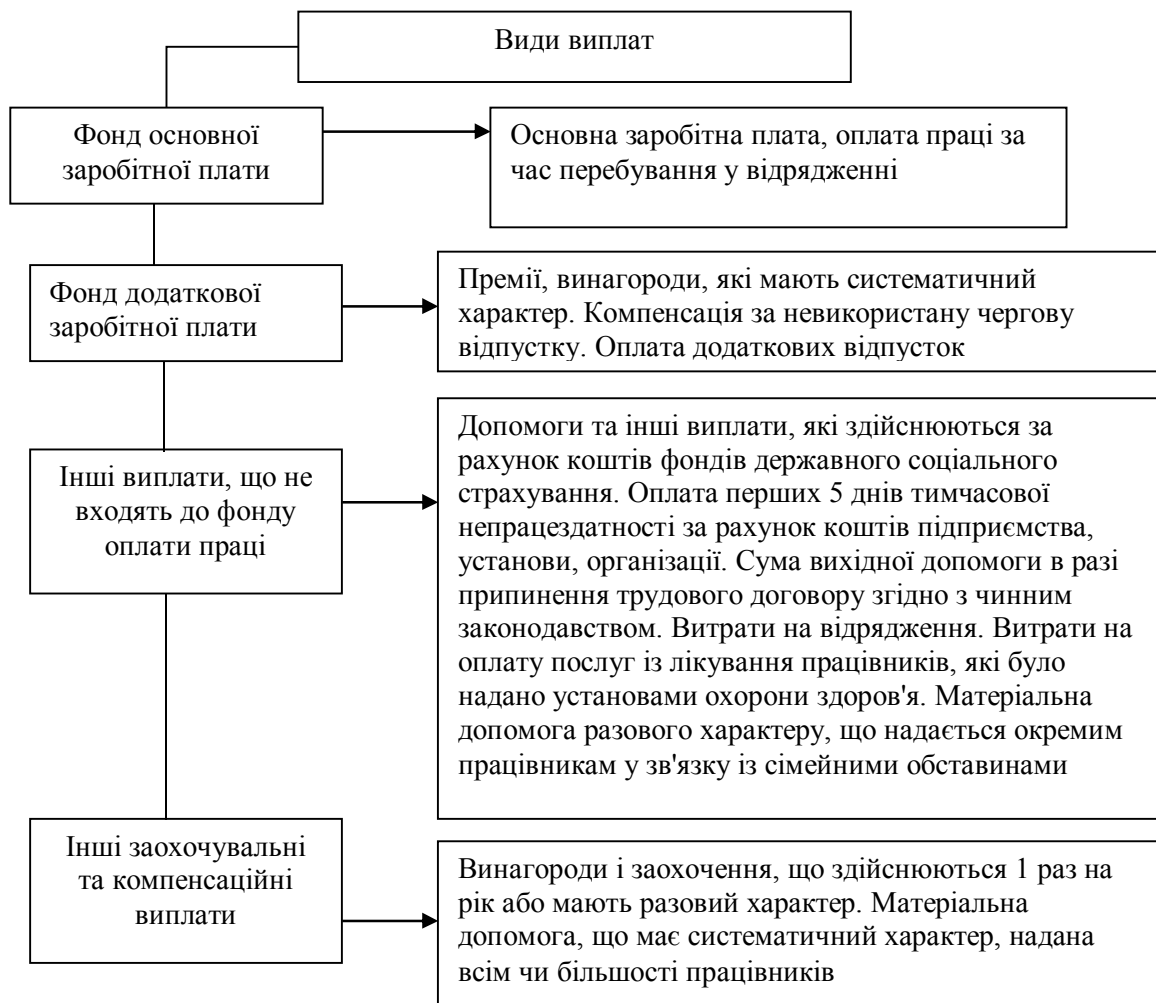 Види виплат
Фонд основної
заробітної плати
Основна заробітна плата, оплата праці за
час перебування у відрядженні
Фонд додаткової
заробітної плати
Премії, винагороди, які мають систематичний
характер. Компенсація за невикористану чергову
відпустку. Оплата додаткових відпусток
Інші виплати, що не
входять до фонду
оплати праці
Допомоги та інші виплати, які здійснюються за
рахунок коштів фондів державного соціального
страхування. Оплата перших 5 днів тимчасової
непрацездатності за рахунок коштів підприємства,
установи, організації. Сума вихідної допомоги в разі
припинення трудового договору згідно з чинним
законодавством. Витрати на відрядження. Витрати на
оплату послуг із лікування працівників, які було
надано установами охорони здоров'я. Матеріальна
допомога разового характеру, що надається окремим
працівникам у зв'язку із сімейними обставинами
Інші заохочувальні
та компенсаційні
виплати
Винагороди і заохочення, що здійснюються 1 раз на
рік або мають разовий характер. Матеріальна
допомога, що має систематичний характер, надана
всім чи більшості працівників